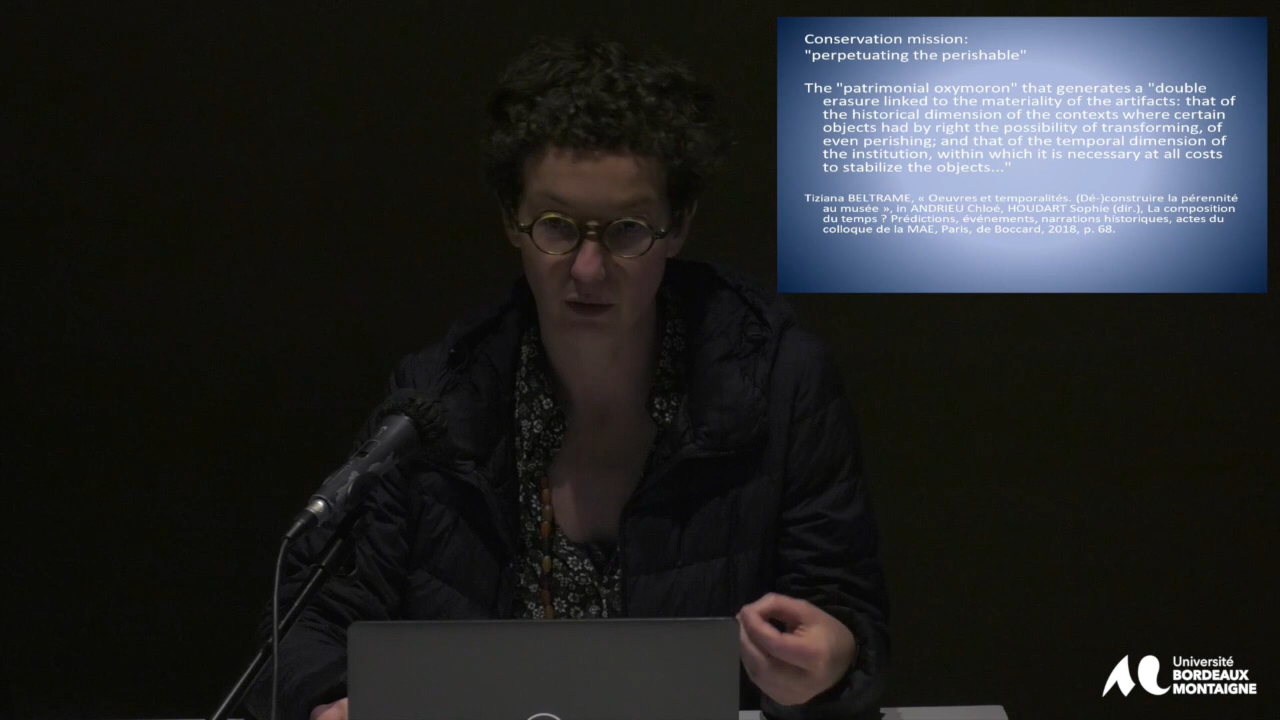 Conservation mission:
"perpetuating the perishable"
The "patrimonial oxymoron" that generates a "double
erasure linked to the materiality of the artifacts: that of
the historical dimension of the contexts where certain
objects had by right the possibility of transforming, of
even perishing; and that of the temporal dimension of
the institution, within which it is necessary at all costs
to stabilize the objects..."
Tiziana BELTRAME, « Oeuvres et temporalités. (Dé-)construire la pérennité
au musée », in ANDRIEU Chloé, HOUDART Sophie (dir.), La composition
du temps ? Prédictions, événements, narrations historiques, actes du
colloque de la MAE, Paris, de Boccard, 2018, p. 68.
Université
BORDEAUX
MONTAIGNE